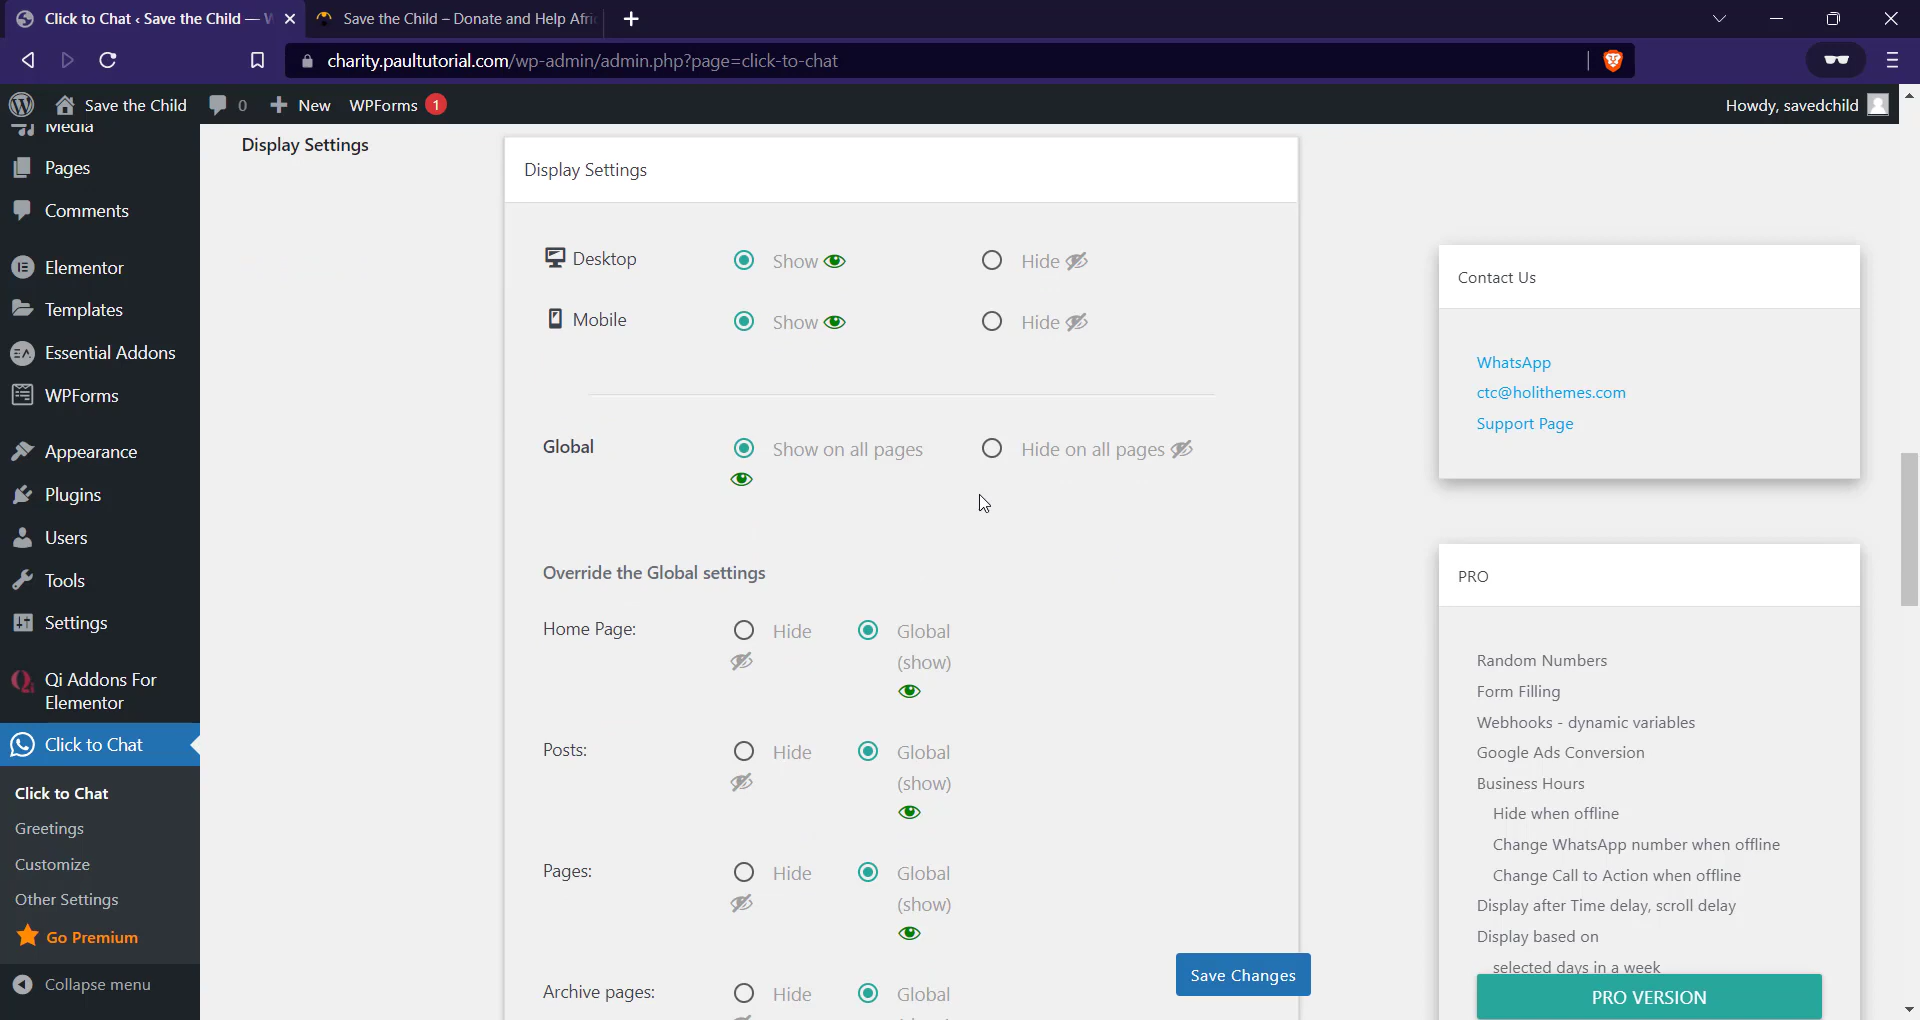 Click to Chat ‹ Save the Child — W
Save the Child – Donate and Help Afric
charity.paultutorial.com/wp-admin/admin.php?page=click-to-chat
Save the Child
0
New
WPForms 1
Howdy, savedchild
Media
Pages
Comments
Elementor
Templates
Essential Addons
WPForms
Appearance
Plugins
Users
Tools
Settings
Qi Addons For
Elementor
Click to Chat
Click to Chat
Greetings
Customize
Other Settings
Go Premium
Collapse menu
Display Settings
Display Settings
Desktop
Show
Hide
Mobile
Show
Hide
Global
Show on all pages
Hide on all pages
Override the Global settings
Home Page:
Hide
Global
(show)
Posts:
Hide
Global
(show)
Pages:
Hide
Global
(show)
Archive pages:
Hide
Global
Save Changes
Contact Us
WhatsApp
ctc@holithemes.com
Support Page
PRO
Random Numbers
Form Filling
Webhooks - dynamic variables
Google Ads Conversion
Business Hours
Hide when offline
Change WhatsApp number when offline
Change Call to Action when offline
Display after Time delay, scroll delay
Display based on
selected days in a week
PRO VERSION